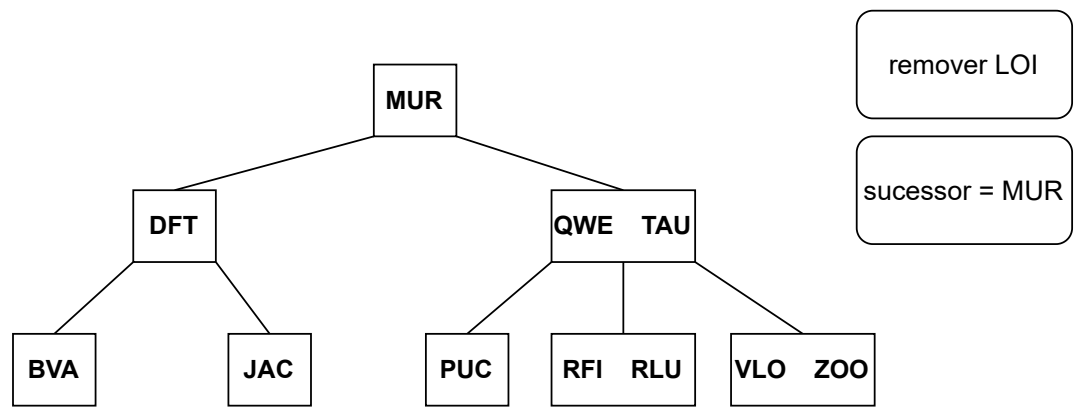 remover LOI
MUR
sucessor = MUR
DFT
QWE TAU
BVA
JAC
PUC
RFI RLU
VLO ZOO